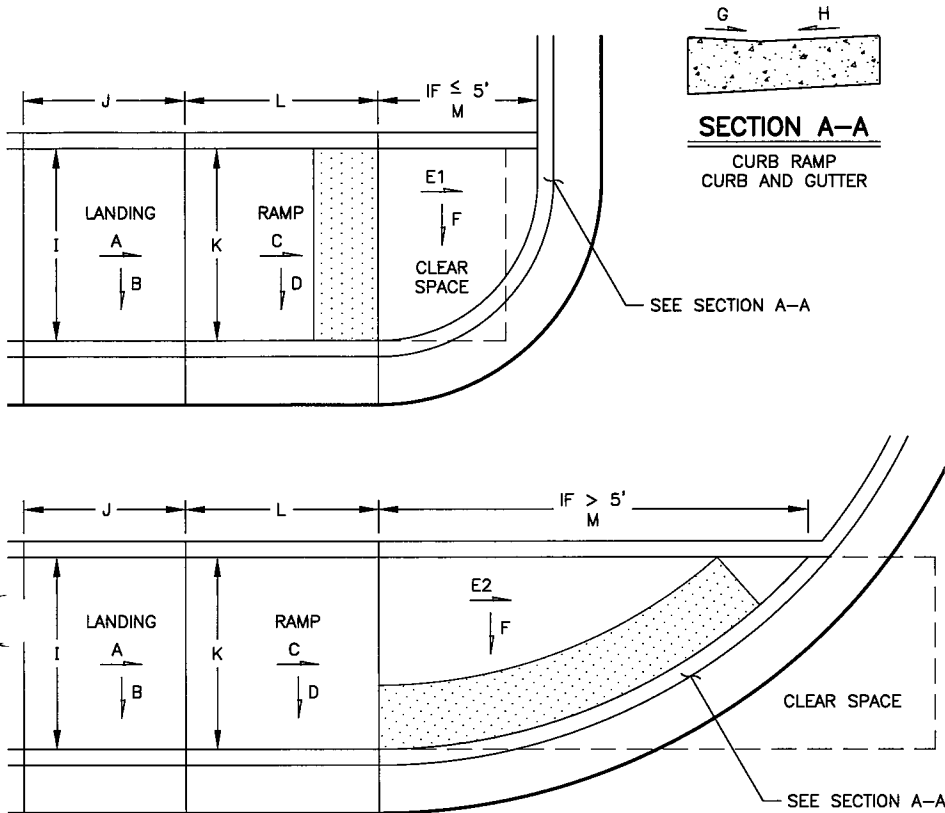 G H
SECTION A–A
CURB RAMP
CURB AND GUTTER
J L IF ≤ 5'
M
I LANDING
A
B
K RAMP
C
D
E1
F
CLEAR
SPACE
SEE SECTION A–A
J L IF > 5'
M
I LANDING
A
B
K RAMP
C
D
E2
F
CLEAR SPACE
SEE SECTION A–A